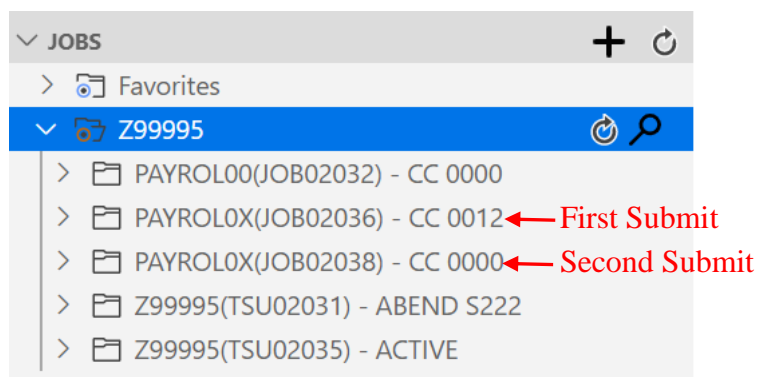 JOBS
Favorites
Z99995
PAYROL00(JOB02032) - CC 0000
PAYROL0X(JOB02036) - CC 0012 First Submit
PAYROL0X(JOB02038) - CC 0000 Second Submit
Z99995(TSU02031) - ABEND S222
Z99995(TSU02035) - ACTIVE